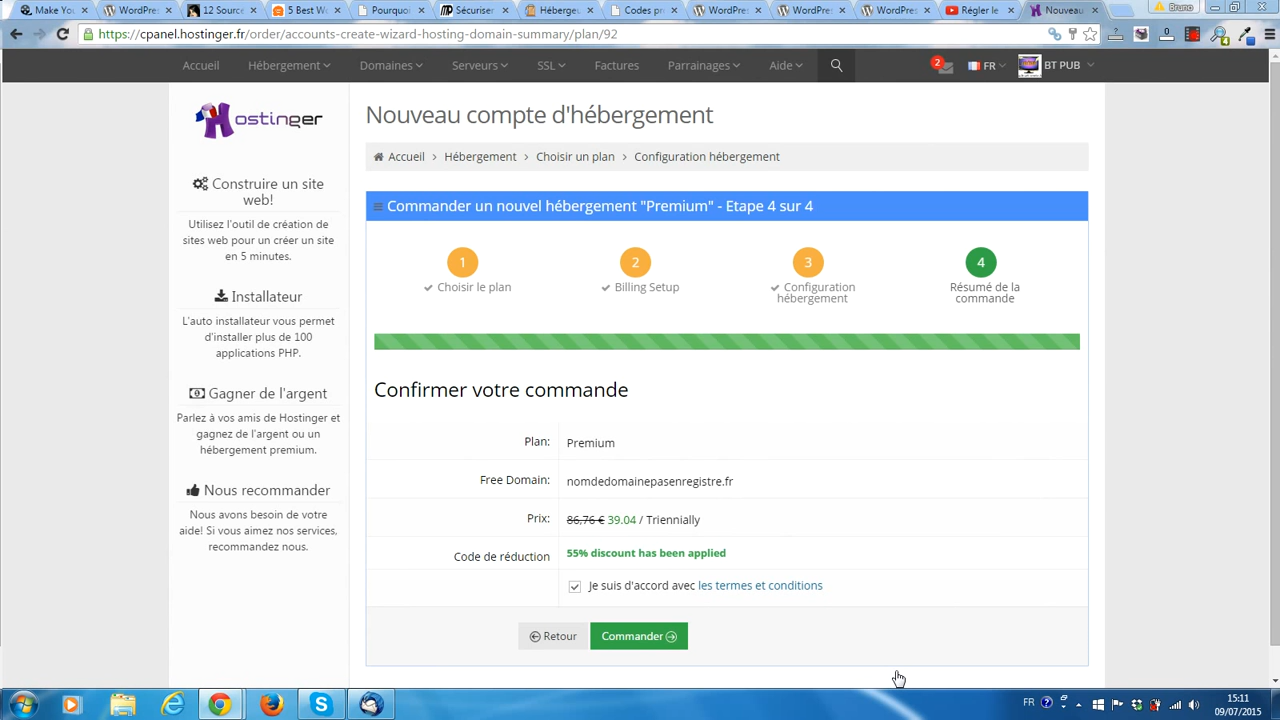 Make Yo
WordPre
12 Sourc
5 Best Wo
Pourquoi
Sécurise
Héberge
Codes pr
WordPre
WordPre
WordPre
Régler le
Nouveau
Bruno
https://cpanel.hostinger.fr/order/accounts-create-wizard-hosting-domain-summary/plan/92
Accueil Hébergement Domaines Serveurs SSL Factures Parrainages Aide 2 FR BT PUB
Hostinger
Construire un site
web!
Utilisez l'outil de création de
sites web pour un créer un site
en 5 minutes.
Installateur
L'auto installateur vous permet
d'installer plus de 100
applications PHP.
Gagner de l'argent
Parlez à vos amis de Hostinger et
gagnez de l'argent ou un
hébergement premium.
Nous recommander
Nous avons besoin de votre
aide! Si vous aimez nos services,
recommandez nous.
Nouveau compte d'hébergement
Accueil > Hébergement > Choisir un plan > Configuration hébergement
Commander un nouvel hébergement "Premium" - Etape 4 sur 4
1 2 3 4
Choisir le plan
Billing Setup
Configuration
hébergement
Résumé de la
commande
Confirmer votre commande
Plan: Premium
Free Domain: nomdedomainepasenregistre.fr
Prix: 86,76 € 39.04 / Triennially
Code de réduction 55% discount has been applied
Je suis d'accord avec les termes et conditions
Retour Commander
FR
15:11
09/07/2015